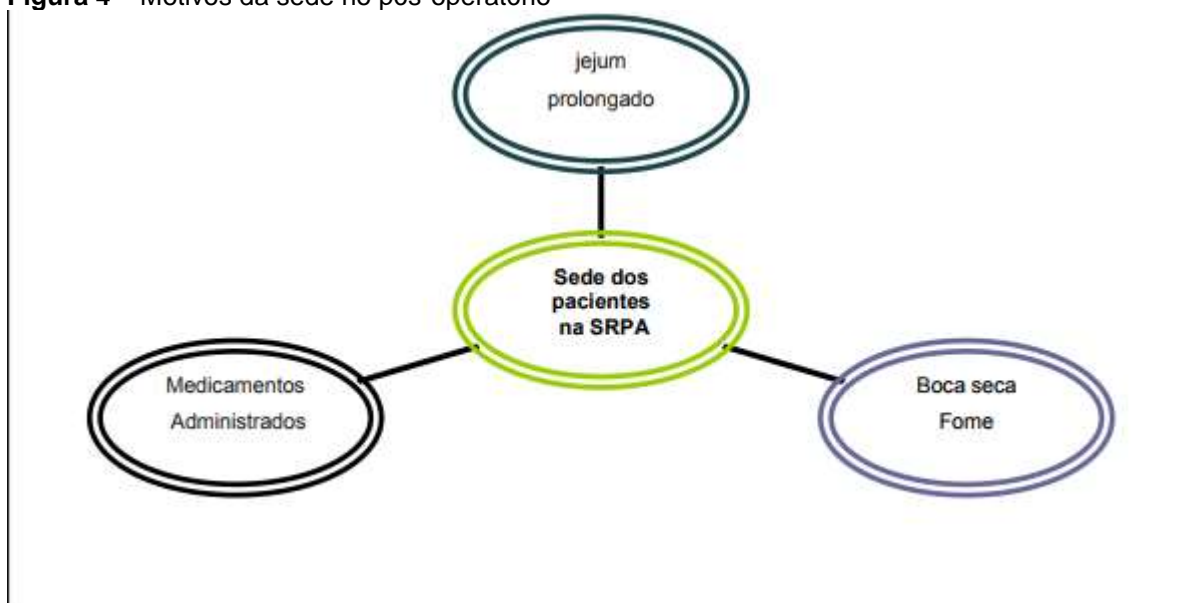 Figura 4 – Motivos da sede no pós-operatório
jejum
prolongado
Sede dos
pacientes
na SRPA
Medicamentos
Administrados
Boca seca
Fome